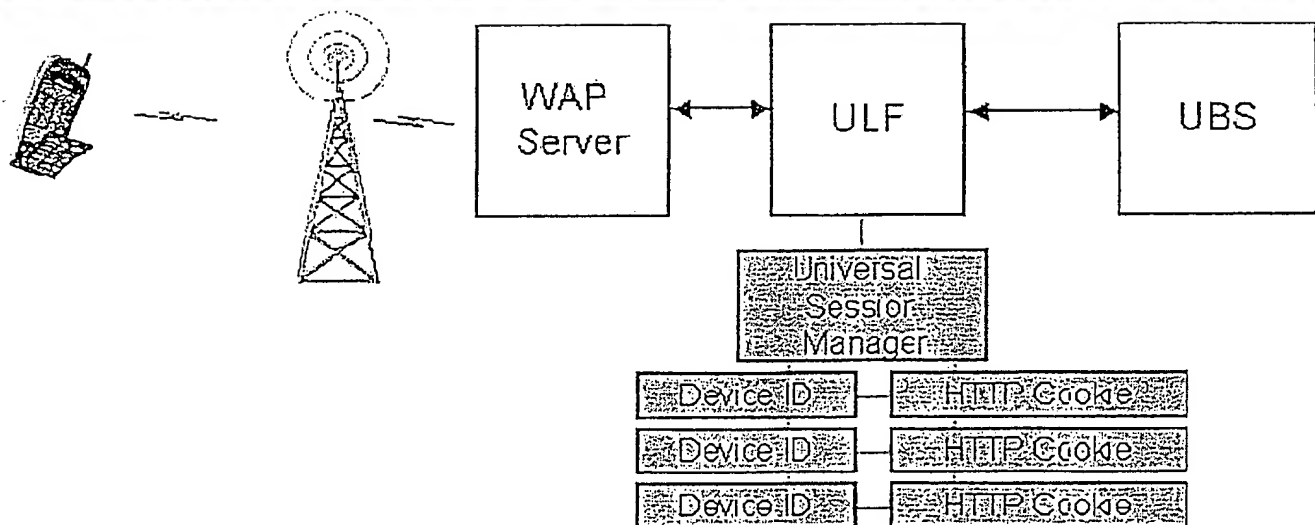 WAP
Server
ULF
UBS
Universal
Session
Manager
Device ID
HTTP Cookie
Device ID
HTTP Cookie
Device ID
HTTP Cookie